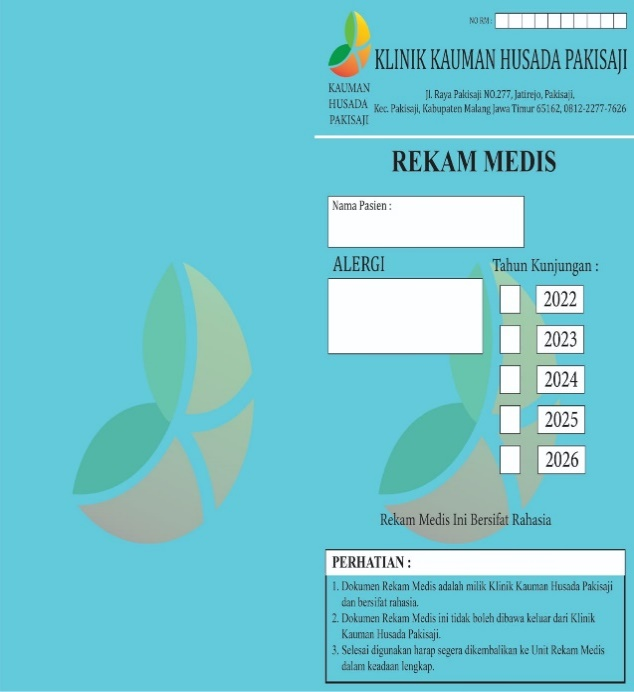 NO RM :
KLINIK KAUMAN HUSADA PAKISAJI
KAUMAN
HUSADA
PAKISAJI
Jl. Raya Pakisaji NO.277, Jatirejo, Pakisaji,
Kec. Pakisaji, Kabupaten Malang Jawa Timur 65162, 0812-2277-7626
REKAM MEDIS
Nama Pasien :
ALERGI
Tahun Kunjungan :
2022
2023
2024
2025
2026
Rekam Medis Ini Bersifat Rahasia
PERHATIAN :
1. Dokumen Rekam Medis adalah milik Klinik Kauman Husada Pakisaji
dan bersifat rahasia.
2. Dokumen Rekam Medis ini tidak boleh dibawa keluar dari Klinik
Kauman Husada Pakisaji.
3. Selesai digunakan harap segera dikembalikan ke Unit Rekam Medis
dalam keadaan lengkap.